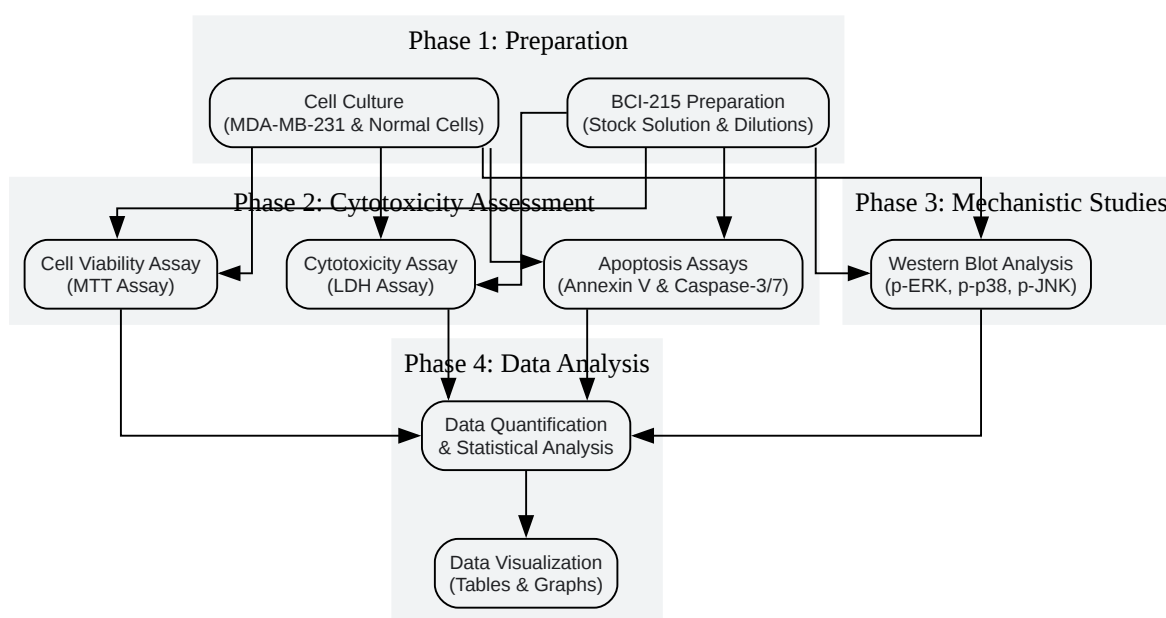 Phase 1: Preparation
Cell Culture
(MDA-MB-231 & Normal Cells)
BCI-215 Preparation
(Stock Solution & Dilutions)
Phase 2: Cytotoxicity Assessment
Phase 3: Mechanistic Studies
Cell Viability Assay
(MTT Assay)
Cytotoxicity Assay
(LDH Assay)
Apoptosis Assays
(Annexin V & Caspase-3/7)
Western Blot Analysis
(p-ERK, p-p38, p-JNK)
Phase 4: Data Analysis
Data Quantification
& Statistical Analysis
Data Visualization
(Tables & Graphs)